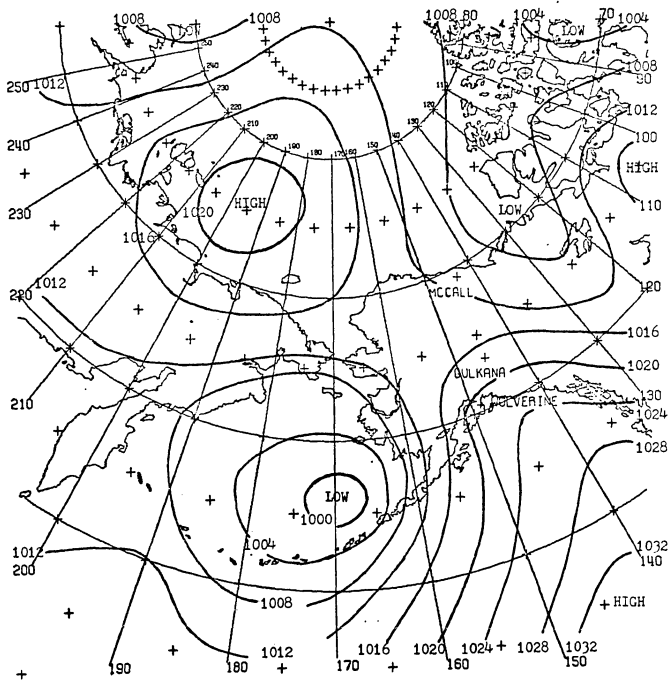 1008 LOW 1008 1008 80 1004 LOW 70 1004
250 1012 250 1008
240 10 80
230 110 1012
240 220 120 100
210 130 HIGH
200 190 180 170 160 150 140
230 1020 HIGH LOW 110
1016
1012 120
220 MCCALL
1016
GULKANA 1020
210 WOLVERINE 130
1024
1028
LOW
1000
1012 1004 1032
200 140
1008 HIGH
1012 1016 1020 1024 1028 1032
190 180 170 160 150